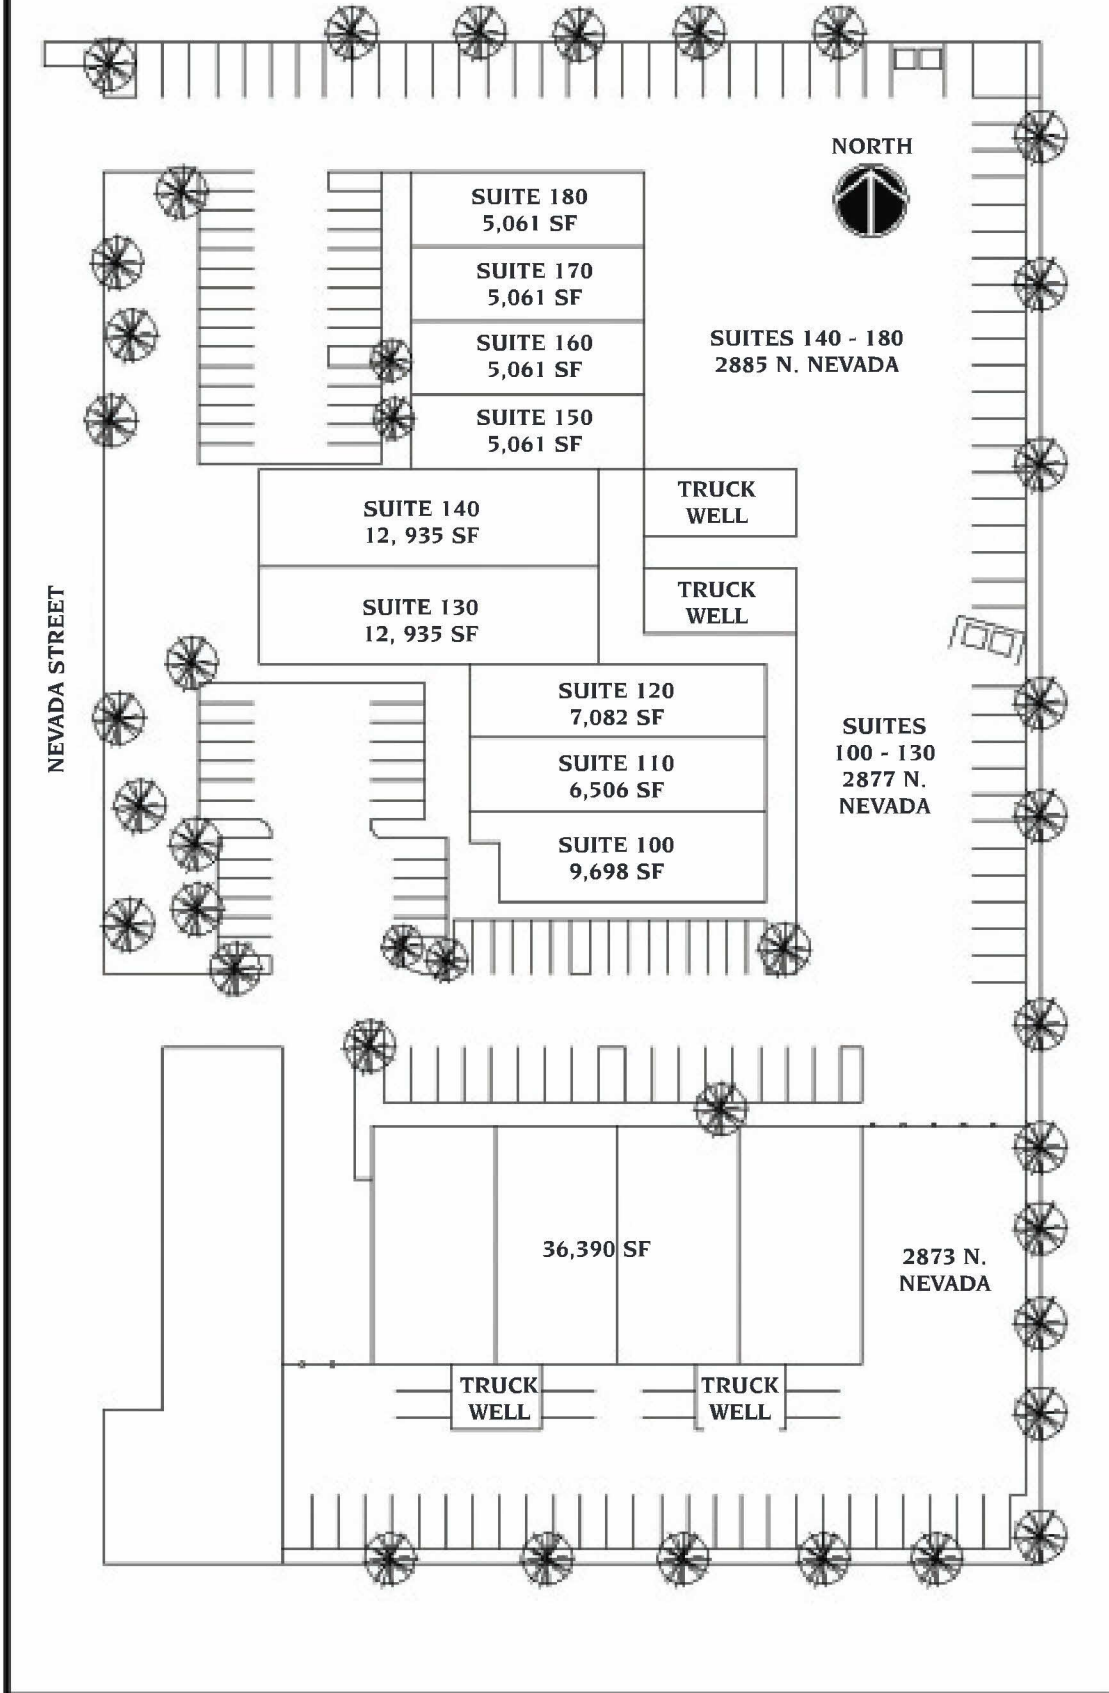 NORTH
SUITE 180
5,061 SF
SUITE 170
5,061 SF
SUITE 160
5,061 SF
SUITES 140 - 180
2885 N. NEVADA
SUITE 150
5,061 SF
TRUCK
WELL
SUITE 140
12, 935 SF
TRUCK
WELL
SUITE 130
12, 935 SF
NEVADA STREET
SUITE 120
7,082 SF
SUITES
100 - 130
2877 N.
NEVADA
SUITE 110
6,506 SF
SUITE 100
9,698 SF
36,390 SF
2873 N.
NEVADA
TRUCK
WELL
TRUCK
WELL